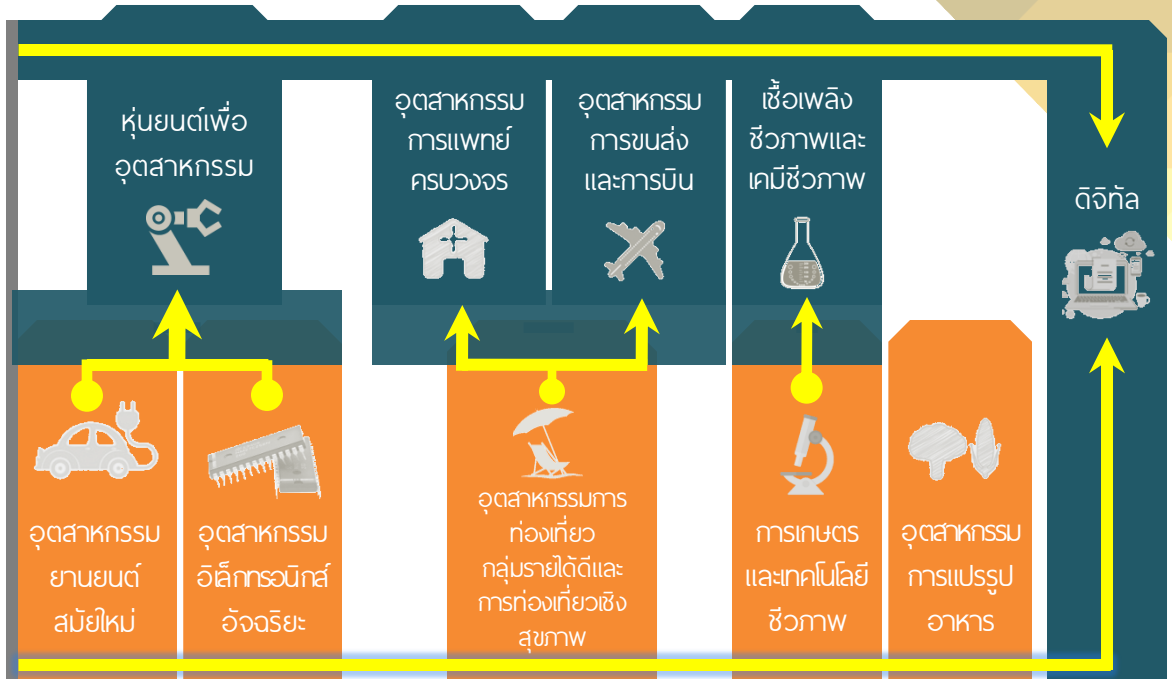 หุ่นยนต์เพื่อ
อุตสาหกรรม
อุตสาหกรรม
การแพทย์
ครบวงจร
อุตสาหกรรม
การขนส่ง
และการบิน
เชื้อเพลิง
ชีวภาพและ
เคมีชีวภาพ
ดิจิทัล
อุตสาหกรรม
ยานยนต์
สมัยใหม่
อุตสาหกรรม
อิเล็กทรอนิกส์
อัจฉริยะ
อุตสาหกรรมการ
ท่องเที่ยว
กลุ่มรายได้ดีและ
การท่องเที่ยวเชิง
สุขภาพ
การเกษตร
และเทคโนโลยี
ชีวภาพ
อุตสาหกรรม
การแปรรูป
อาหาร